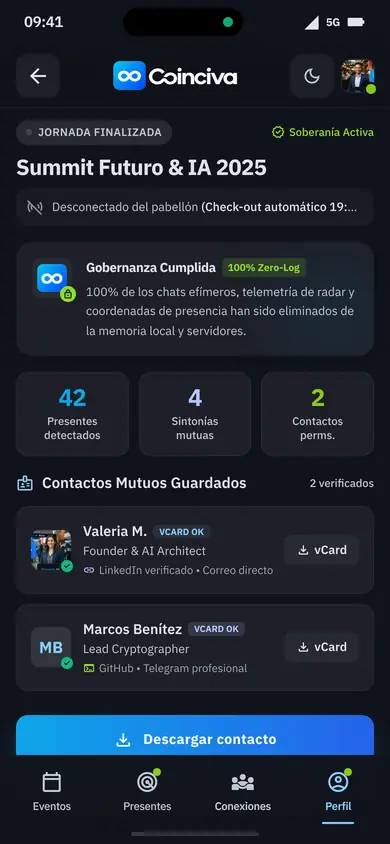 09:41
5G
Coinciva
JORNADA FINALIZADA
Soberanía Activa
Summit Futuro & IA 2025
Desconectado del pabellón (Check-out automático 19:...
Gobernanza Cumplida 100% Zero-Log
100% de los chats efímeros, telemetría de radar y
coordenadas de presencia han sido eliminados de
la memoria local y servidores.
42
Presentes
detectados
4
Sintonías
mutuas
2
Contactos
perms.
Contactos Mutuos Guardados
2 verificados
Valeria M. VCARD OK
Founder & AI Architect
LinkedIn verificado • Correo directo
vCard
MB
Marcos Benítez VCARD OK
Lead Cryptographer
GitHub • Telegram profesional
vCard
Descargar contacto
Eventos
Presentes
Conexiones
Perfil